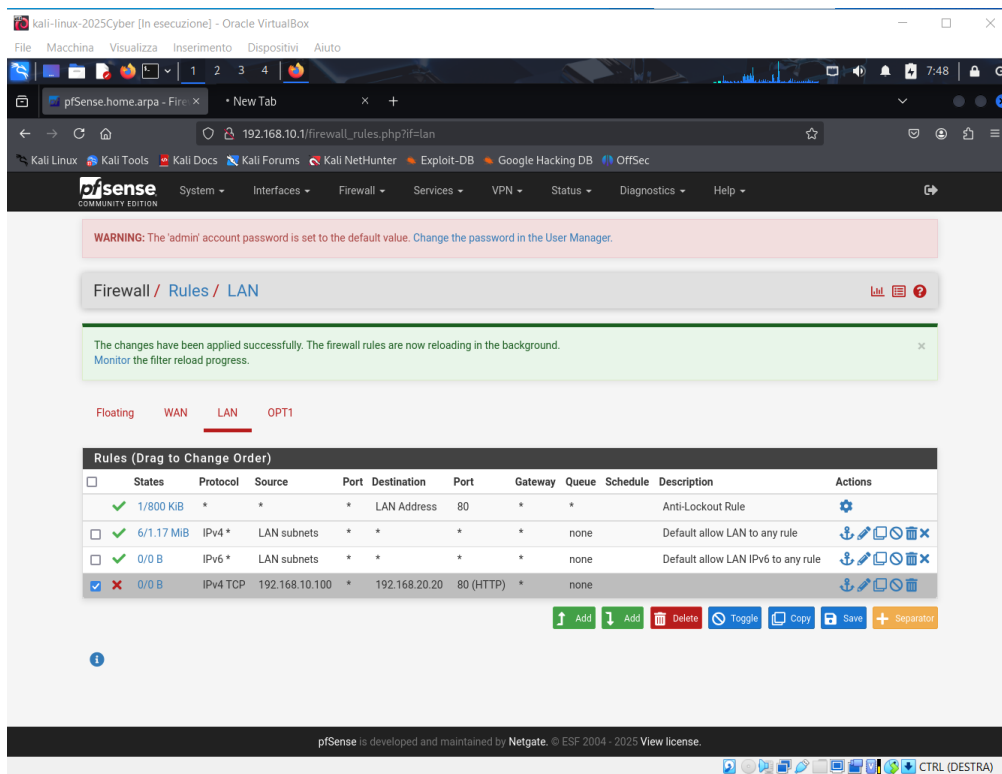 kali-linux-2025Cyber [In esecuzione] - Oracle VirtualBox
File Macchina Visualizza Inserimento Dispositivi Aiuto
1 2 3 4 7:48
pfSense.home.arpa - Fire × • New Tab × +
192.168.10.1/firewall_rules.php?if=lan
Kali Linux Kali Tools Kali Docs Kali Forums Kali NetHunter Exploit-DB Google Hacking DB OffSec
pfsense System Interfaces Firewall Services VPN Status Diagnostics Help
COMMUNITY EDITION
WARNING: The 'admin' account password is set to the default value. Change the password in the User Manager.
Firewall / Rules / LAN
The changes have been applied successfully. The firewall rules are now reloading in the background. ×
Monitor the filter reload progress.
Floating WAN LAN OPT1
Rules (Drag to Change Order)
States Protocol Source Port Destination Port Gateway Queue Schedule Description Actions
1/800 KiB * * * LAN Address 80 * * Anti-Lockout Rule
6/1.17 MiB IPv4 * LAN subnets * * * * none Default allow LAN to any rule
0/0 B IPv6 * LAN subnets * * * * none Default allow LAN IPv6 to any rule
0/0 B IPv4 TCP 192.168.10.100 * 192.168.20.20 80 (HTTP) * none
Add Add Delete Toggle Copy Save Separator
pfSense is developed and maintained by Netgate. © ESF 2004 - 2025 View license.
CTRL (DESTRA)